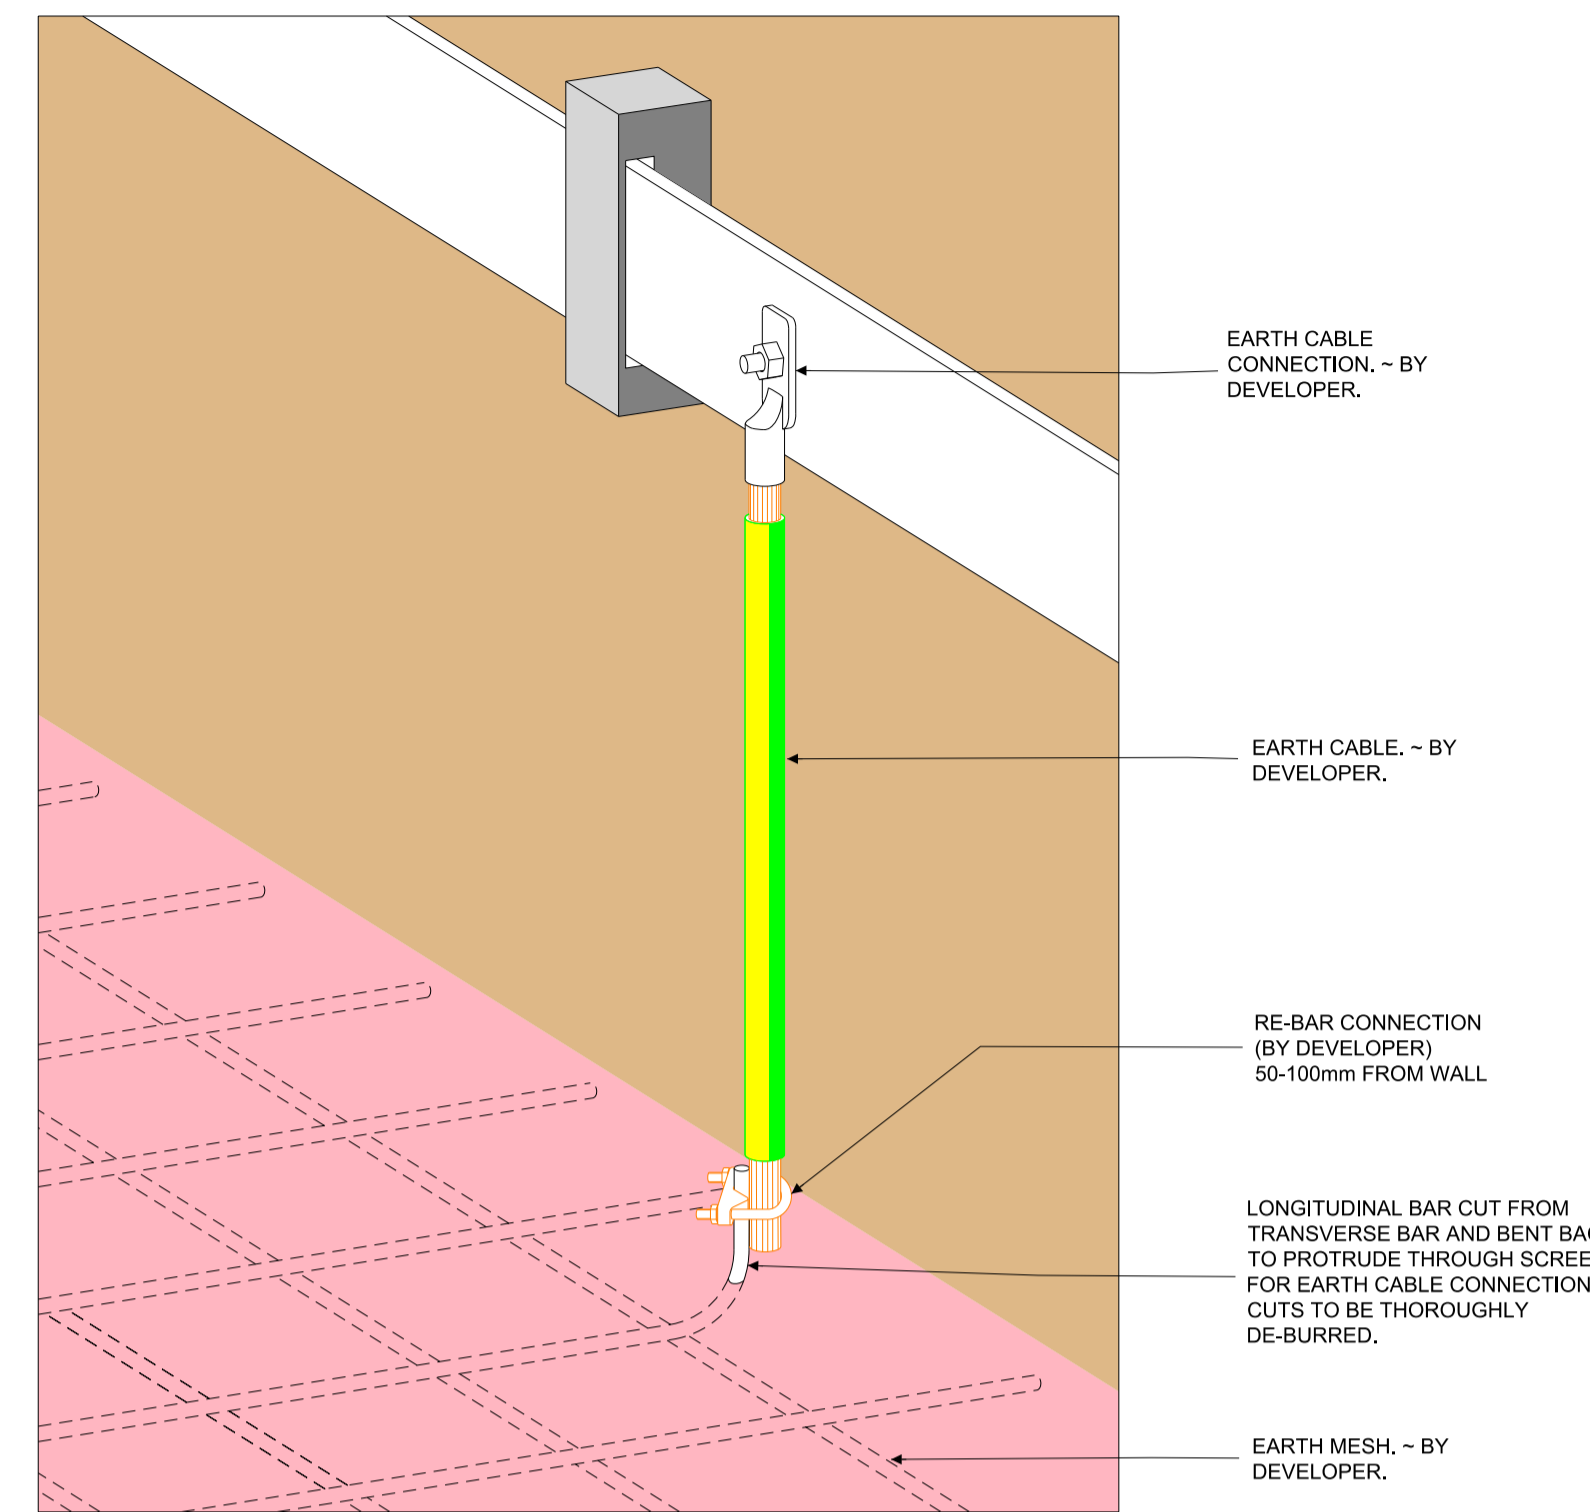 EARTH CABLE
CONNECTION. ~ BY
DEVELOPER.
EARTH CABLE. ~ BY
DEVELOPER.
RE-BAR CONNECTION
(BY DEVELOPER)
50-100mm FROM WALL
LONGITUDINAL BAR CUT FROM
TRANSVERSE BAR AND BENT
TO PROTRUDE THROUGH
FOR EARTH CABLE CONNECTION
CUTS TO BE THOROUGHLY
DE-BURRED.
EARTH MESH. ~ BY
DEVELOPER.